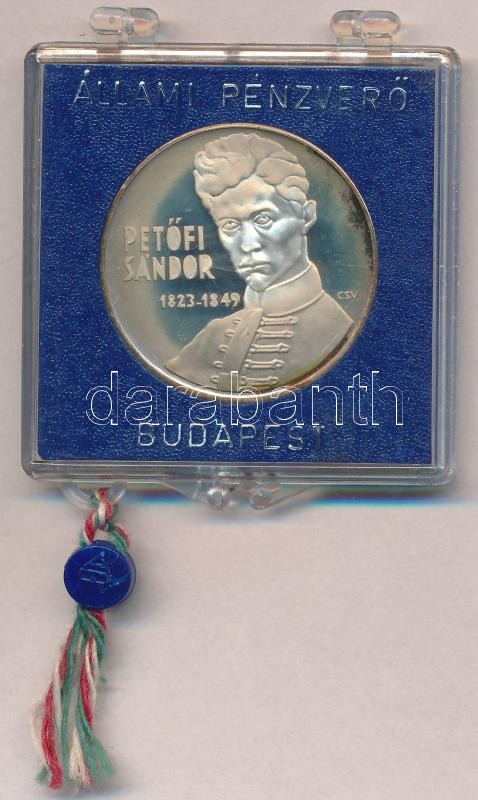 ÁLLAMI PÉNZVERŐ
PETŐFI
SÁNDOR
1823-1849
CSV
darabanth
BUDAPEST